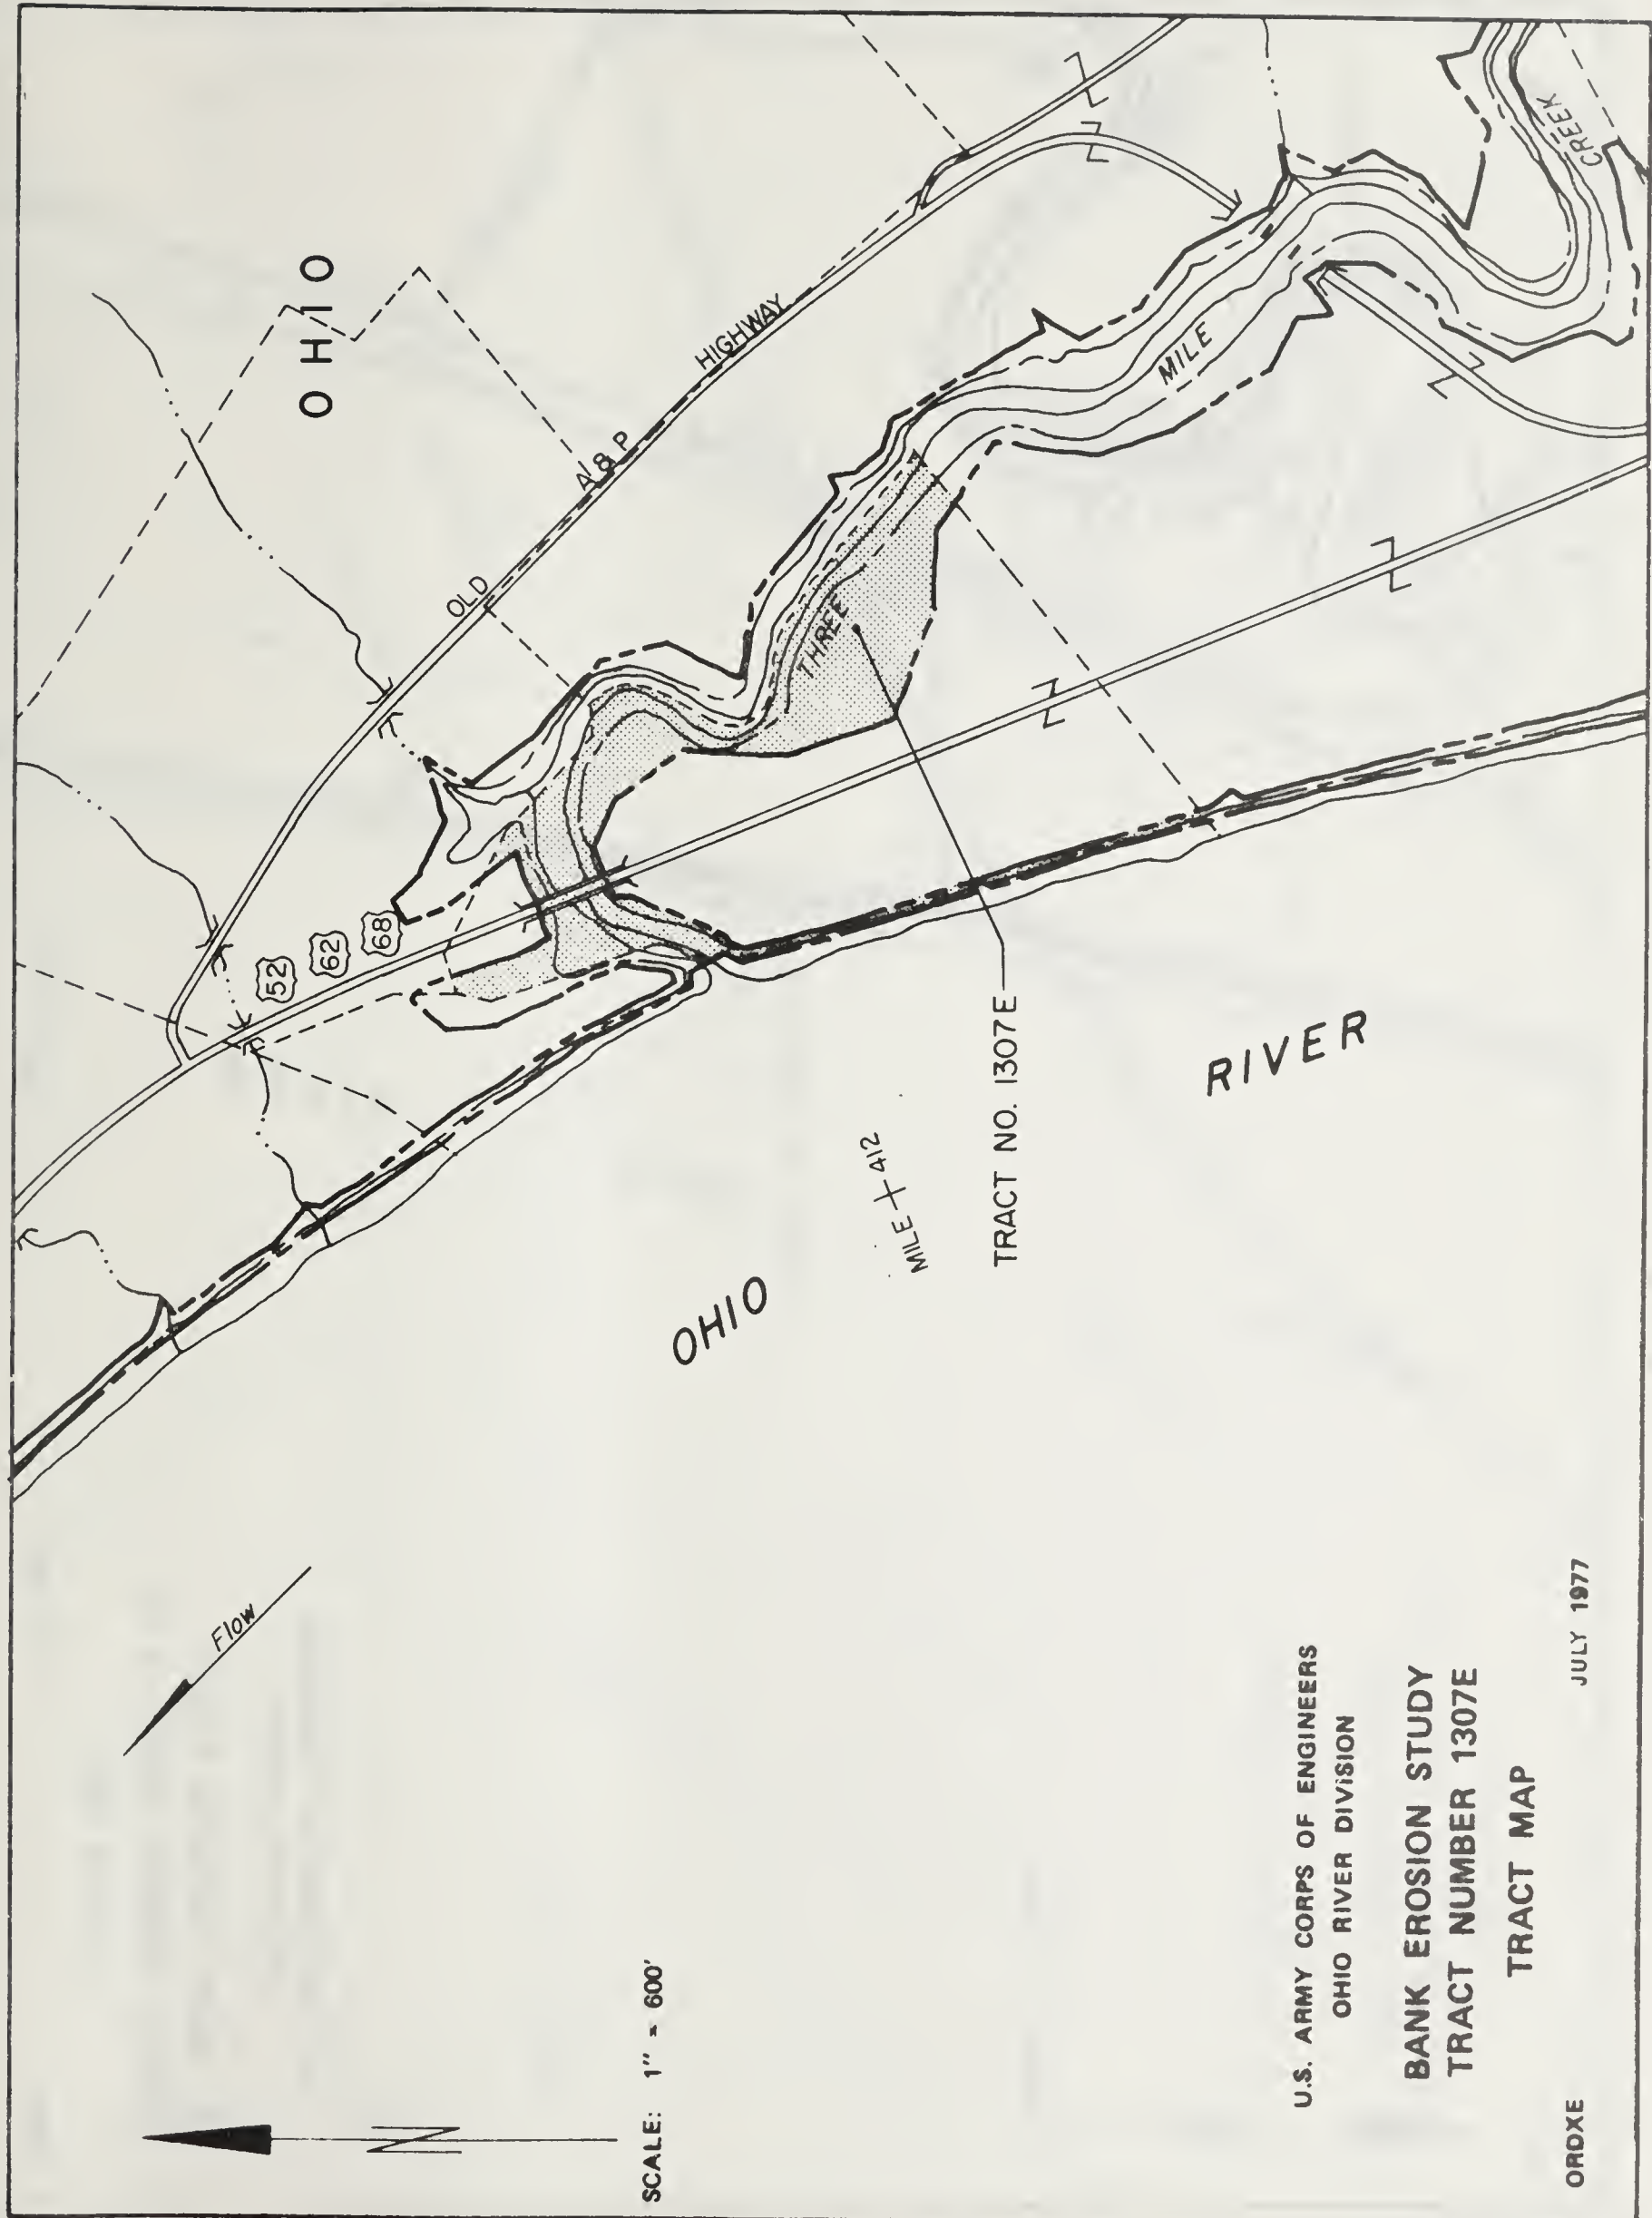 OHIO
OLD A & P HIGHWAY
52
62
68
THREE MILE CREEK
TRACT NO. 1307E
MILE 412
OHIO RIVER
Flow
N
SCALE: 1" = 600'
U.S. ARMY CORPS OF ENGINEERS
OHIO RIVER DIVISION
BANK EROSION STUDY
TRACT NUMBER 1307E
TRACT MAP
ORDXE
JULY 1977